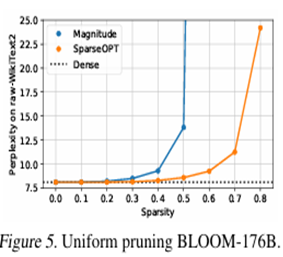 25.0
22.5
20.0
17.5
15.0
12.5
10.0
7.5
Perplexity on raw-WikiText2
Magnitude
SparseOPT
Dense
0.0 0.1 0.2 0.3 0.4 0.5 0.6 0.7 0.8
Sparsity
Figure 5. Uniform pruning BLOOM-176B.